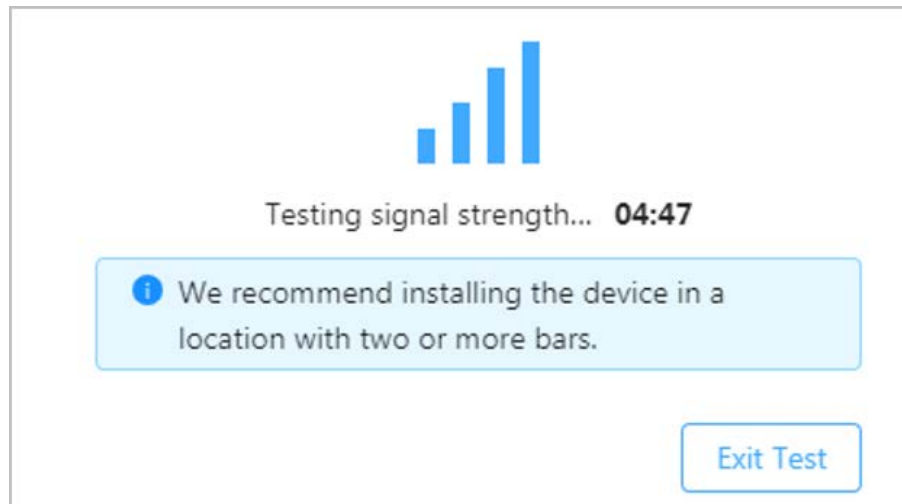 Testing signal strength... 04:47
We recommend installing the device in a
location with two or more bars.
Exit Test